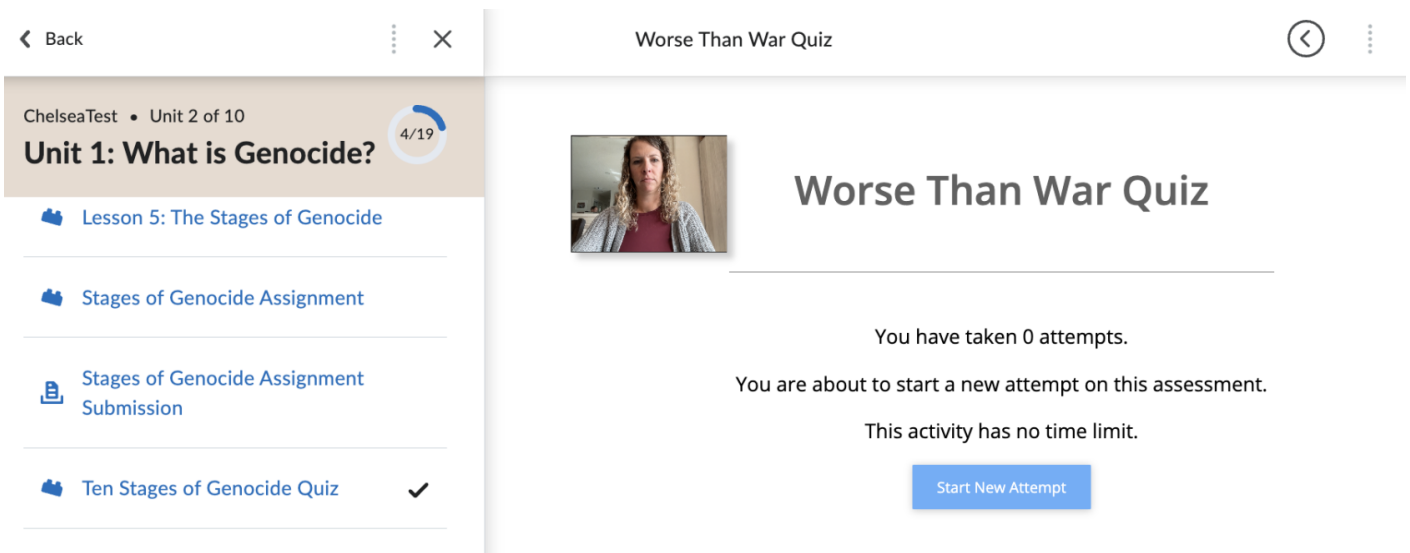 Back
ChelseaTest • Unit 2 of 10
Unit 1: What is Genocide?
4/19
Lesson 5: The Stages of Genocide
Stages of Genocide Assignment
Stages of Genocide Assignment
Submission
Ten Stages of Genocide Quiz
Worse Than War Quiz
Worse Than War Quiz
You have taken 0 attempts.
You are about to start a new attempt on this assessment.
This activity has no time limit.
Start New Attempt